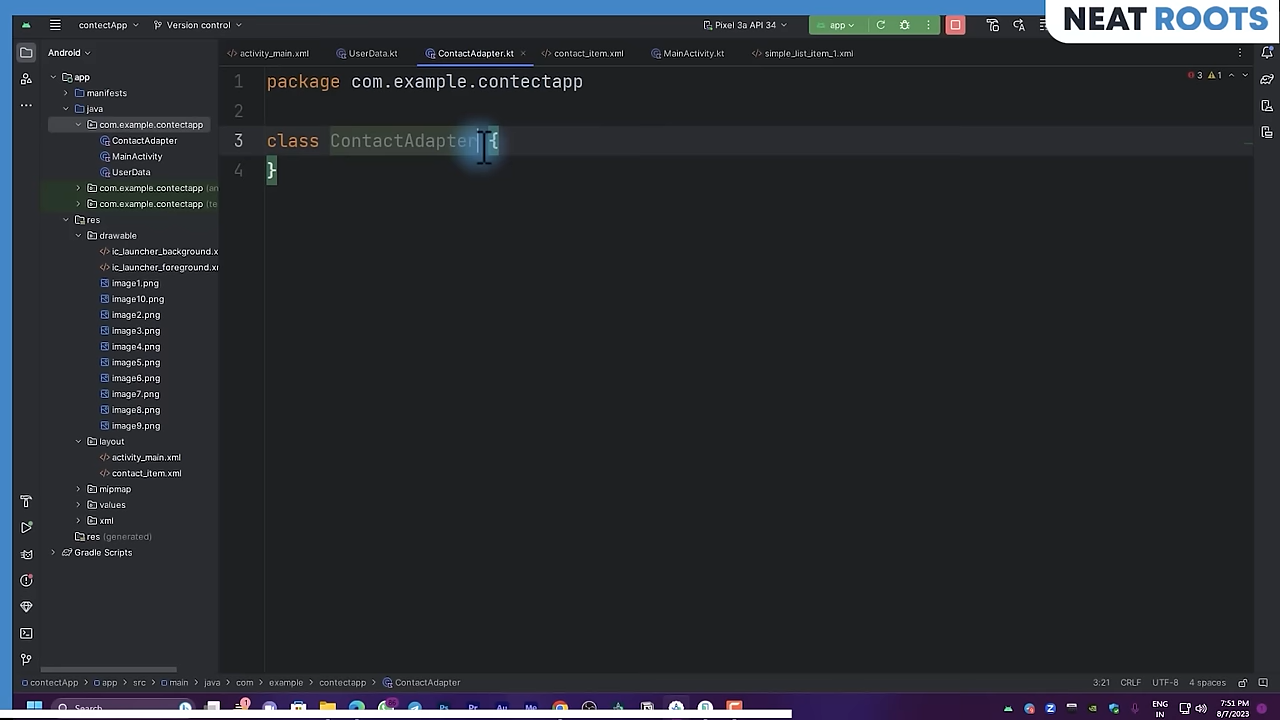 NEAT ROOTS
contectApp
Version control
Pixel 3a API 34
app
Android
activity_main.xml
UserData.kt
ContactAdapter.kt
contact_item.xml
MainActivity.kt
simple_list_item_1.xml
app
manifests
java
com.example.contectapp
ContactAdapter
MainActivity
UserData
com.example.contectapp (an
com.example.contectapp (te
res
drawable
ic_launcher_background.x
ic_launcher_foreground.xr
image1.png
image10.png
image2.png
image3.png
image4.png
image5.png
image6.png
image7.png
image8.png
image9.png
layout
activity_main.xml
contact_item.xml
mipmap
values
xml
res (generated)
Gradle Scripts
1 package com.example.contectapp
2
3 class ContactAdapter {
4 }
3 1
contectApp > app > src > main > java > com > example > contectapp > ContactAdapter
3:21 CRLF UTF-8 4 spaces
Search
ENG
IN
7:51 PM
8/7/2023